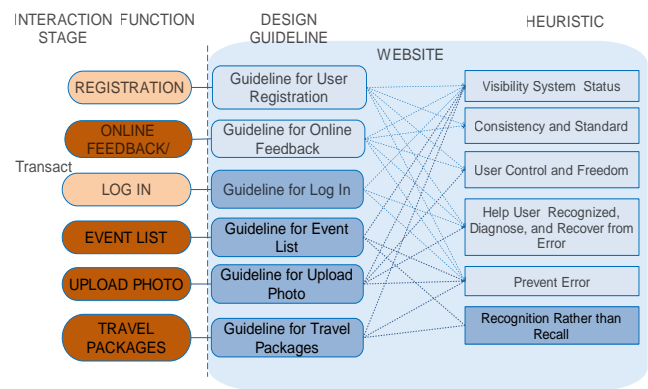 INTERACTION FUNCTION
STAGE
DESIGN
GUIDELINE
HEURISTIC
WEBSITE
REGISTRATION
Guideline for User
Registration
Visibility System Status
ONLINE
FEEDBACK/
Guideline for Online
Feedback
Consistency and Standard
Transact
User Control and Freedom
LOG IN
Guideline for Log In
Help User Recognized,
Diagnose, and Recover from
Error
EVENT LIST
Guideline for Event
List
UPLOAD PHOTO
Guideline for Upload
Photo
Prevent Error
TRAVEL
PACKAGES
Guideline for Travel
Packages
Recognition Rather than
Recall